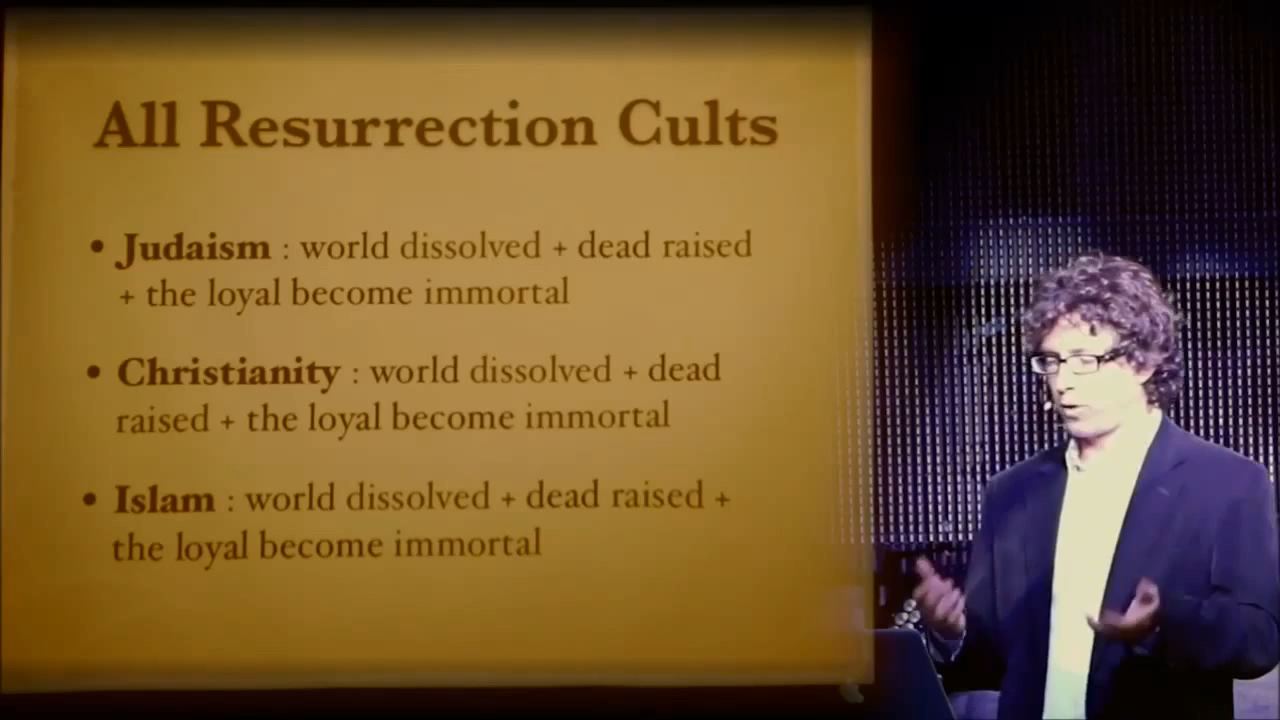 All Resurrection Cults
• Judaism : world dissolved + dead raised
+ the loyal become immortal
• Christianity : world dissolved + dead
raised + the loyal become immortal
• Islam : world dissolved + dead raised +
the loyal become immortal